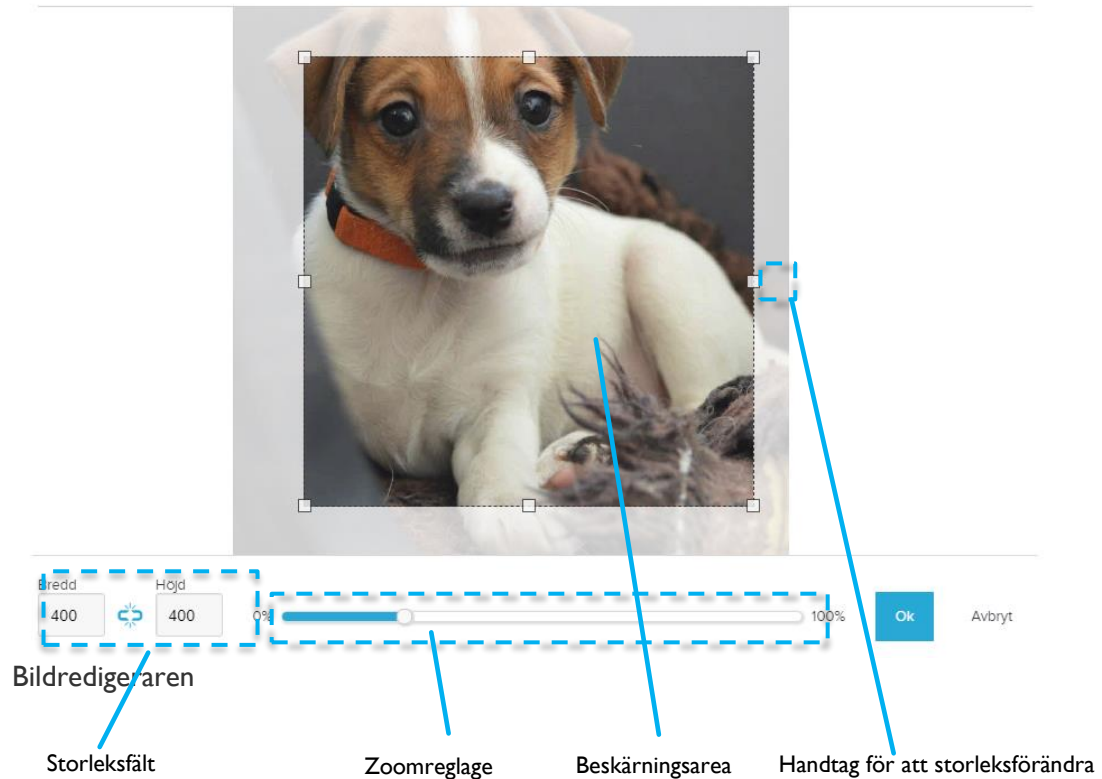 Bredd
Höjd
400
400
0%
100%
Ok
Avbryt
Bildredigeraren
Storleksfält
Zoomreglage
Beskärningsarea
Handtag för att storleksförändra